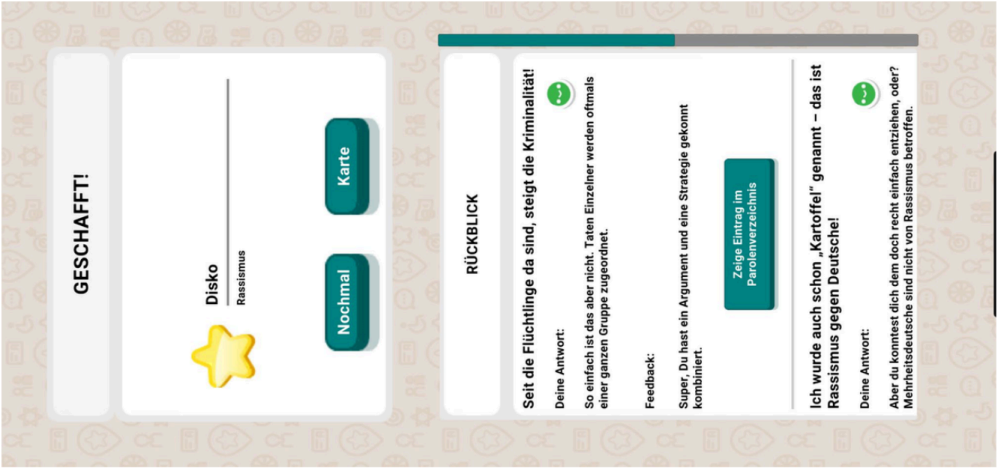 GESCHAFFT!
Disko
Rassismus
Nochmal
Karte
RÜCKBLICK
Seit die Flüchtlinge da sind, steigt die Kriminalität!
Deine Antwort:
So einfach ist das aber nicht. Taten Einzelner werden oftmals
einer ganzen Gruppe zugeordnet.
Feedback:
Super, Du hast ein Argument und eine Strategie gekonnt
kombiniert.
Zeige Eintrag im
Parolenverzeichnis
Ich wurde auch schon „Kartoffel“ genannt – das ist
Rassismus gegen Deutsche!
Deine Antwort:
Aber du konntest dich dem doch recht einfach entziehen, oder?
Mehrheitsdeutsche sind nicht von Rassismus betroffen.